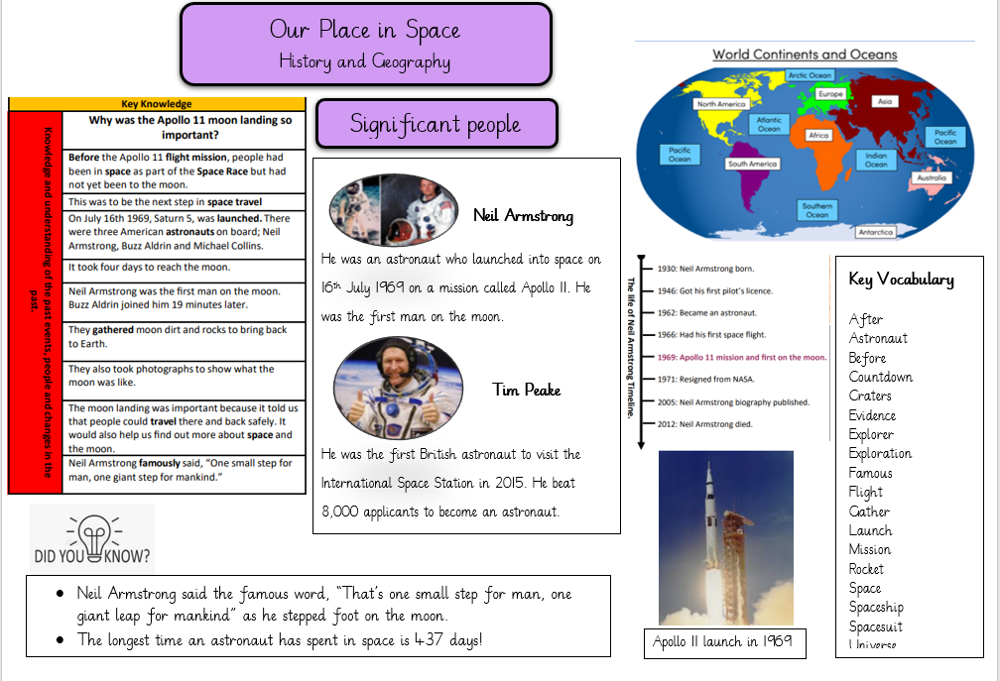 Our Place in Space
History and Geography
Key Knowledge
Knowledge and understanding of the past events, people and changes in the
past.
Why was the Apollo 11 moon landing so
important?
Before the Apollo 11 flight mission, people had
been in space as part of the Space Race but had
not yet been to the moon.
This was to be the next step in space travel
On July 16th 1969, Saturn 5, was launched. There
were three American astronauts on board; Neil
Armstrong, Buzz Aldrin and Michael Collins.
It took four days to reach the moon.
Neil Armstrong was the first man on the moon.
Buzz Aldrin joined him 19 minutes later.
They gathered moon dirt and rocks to bring back
to Earth.
They also took photographs to show what the
moon was like.
The moon landing was important because it told us
that people could travel there and back safely. It
would also help us find out more about space and
the moon.
Neil Armstrong famously said, "One small step for
man, one giant step for mankind."
Significant people
Neil Armstrong
He was an astronaut who launched into space on
16th July 1969 on a mission called Apollo 11. He
was the first man on the moon.
Tim Peake
He was the first British astronaut to visit the
International Space Station in 2015. He beat
8,000 applicants to become an astronaut.
World Continents and Oceans
Arctic Ocean
North America
Europe
Asia
Atlantic
Ocean
Africa
Pacific
Ocean
Pacific
Ocean
South America
Indian
Ocean
Australia
Southern
Ocean
Antarctica
The life of Neil Armstrong Timeline.
1930: Neil Armstrong born.
1946: Got his first pilot's licence.
1962: Became an astronaut.
1966: Had his first space flight.
1969: Apollo 11 mission and first on the moon.
1971: Resigned from NASA.
2005: Neil Armstrong biography published.
2012: Neil Armstrong died.
Apollo 11 launch in 1969
Key Vocabulary
After
Astronaut
Before
Countdown
Craters
Evidence
Explorer
Exploration
Famous
Flight
Gather
Launch
Mission
Rocket
Space
Spaceship
Spacesuit
Universe
DID YOU KNOW?
• Neil Armstrong said the famous word, "That's one small step for man, one
giant leap for mankind" as he stepped foot on the moon.
• The longest time an astronaut has spent in space is 437 days!